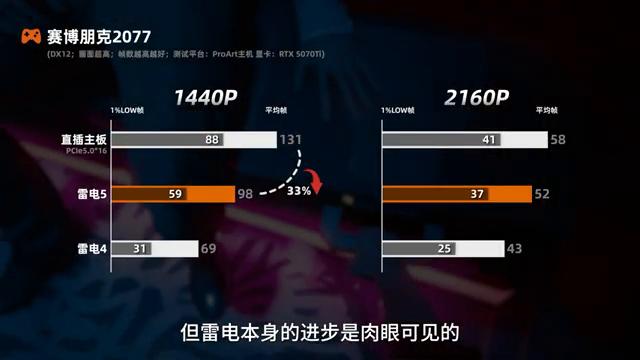 赛博朋克2077
(DX12；画面超高；帧数越高越好；测试平台：ProArt主机 显卡：RTX 5070Ti)
1440P
2160P
1%LOW帧
平均帧
1%LOW帧
平均帧
直插主板
PCIe5.0*16
88
131
41
58
33%
雷电5
59
98
37
52
雷电4
31
69
25
43
但雷电本身的进步是肉眼可见的